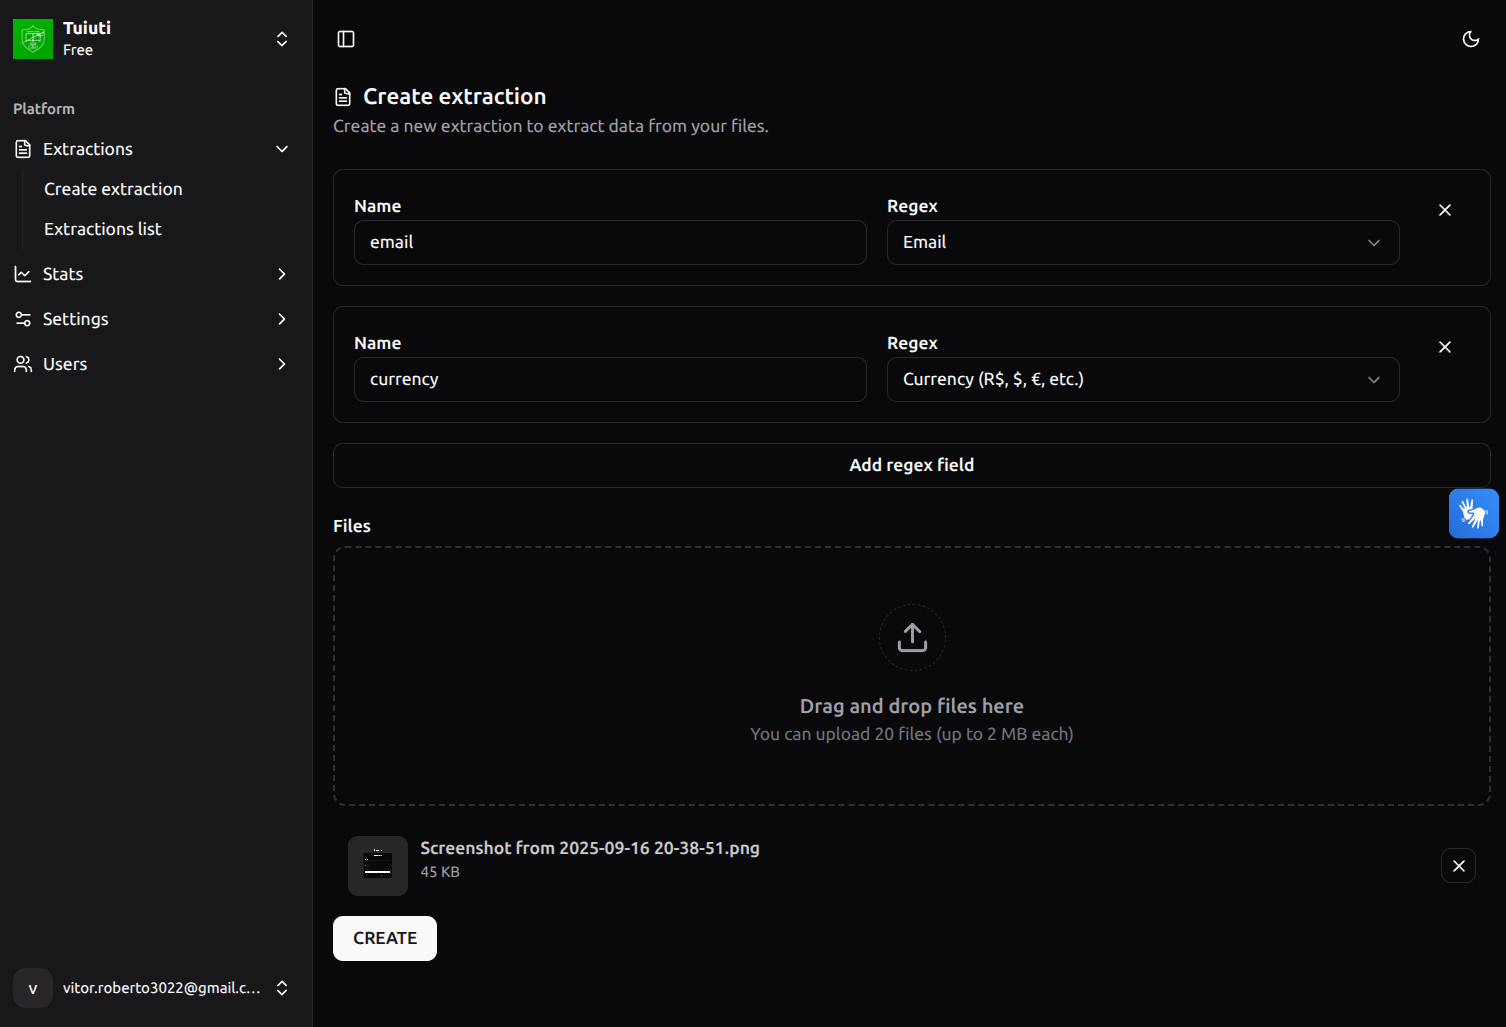 Tuiuti
Free
Platform
Extractions
Create extraction
Extractions list
Stats
Settings
Users
v
vitor.roberto3022@gmail.c...
Create extraction
Create a new extraction to extract data from your files.
Name
Regex
email
Email
Name
Regex
currency
Currency (R$, $, €, etc.)
Add regex field
Files
Drag and drop files here
You can upload 20 files (up to 2 MB each)
Screenshot from 2025-09-16 20-38-51.png
45 KB
CREATE